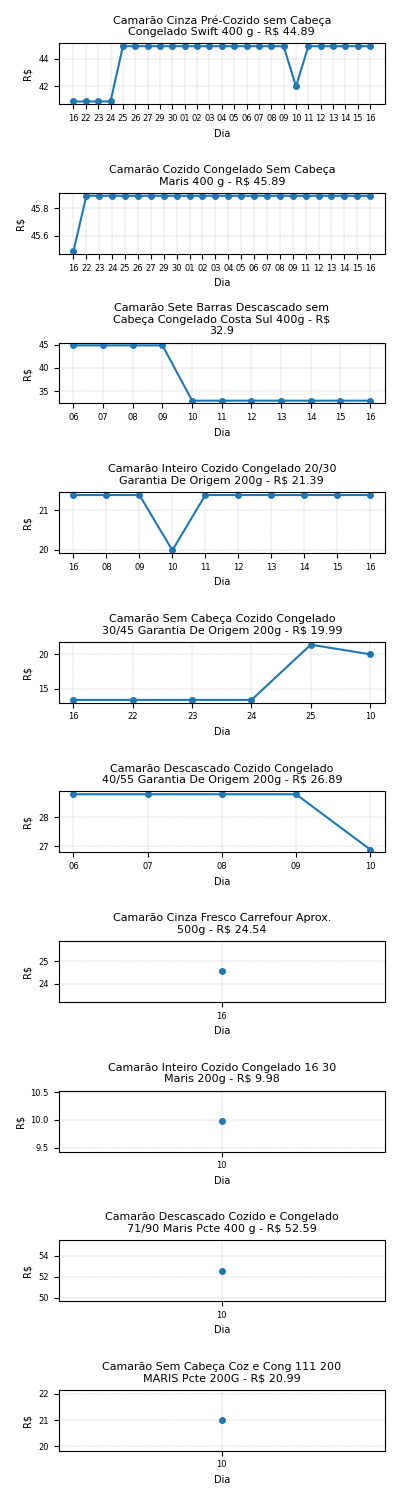 Camarão Cinza Pré-Cozido sem Cabeça
Congelado Swift 400 g - R$ 44.89
44
42
R$
16 22 23 24 25 26 27 29 30 01 02 03 04 05 06 07 08 09 10 11 12 13 14 15 16
Dia
Camarão Cozido Congelado Sem Cabeça
Maris 400 g - R$ 45.89
45.8
45.6
R$
16 22 23 24 25 26 27 29 30 01 02 03 04 05 06 07 08 09 10 11 12 13 14 15 16
Dia
Camarão Sete Barras Descascado sem
Cabeça Congelado Costa Sul 400g - R$
32.9
45
40
35
R$
06 07 08 09 10 11 12 13 14 15 16
Dia
Camarão Inteiro Cozido Congelado 20/30
Garantia De Origem 200g - R$ 21.39
21
20
R$
16 08 09 10 11 12 13 14 15 16
Dia
Camarão Sem Cabeça Cozido Congelado
30/45 Garantia De Origem 200g - R$ 19.99
20
15
R$
16 22 23 24 25 10
Dia
Camarão Descascado Cozido Congelado
40/55 Garantia De Origem 200g - R$ 26.89
28
27
R$
06 07 08 09 10
Dia
Camarão Cinza Fresco Carrefour Aprox.
500g - R$ 24.54
25
24
R$
16
Dia
Camarão Inteiro Cozido Congelado 16 30
Maris 200g - R$ 9.98
10.5
10.0
9.5
R$
10
Dia
Camarão Descascado Cozido e Congelado
71/90 Maris Pcte 400 g - R$ 52.59
54
52
50
R$
10
Dia
Camarão Sem Cabeça Coz e Cong 111 200
MARIS Pcte 200G - R$ 20.99
22
21
20
R$
10
Dia